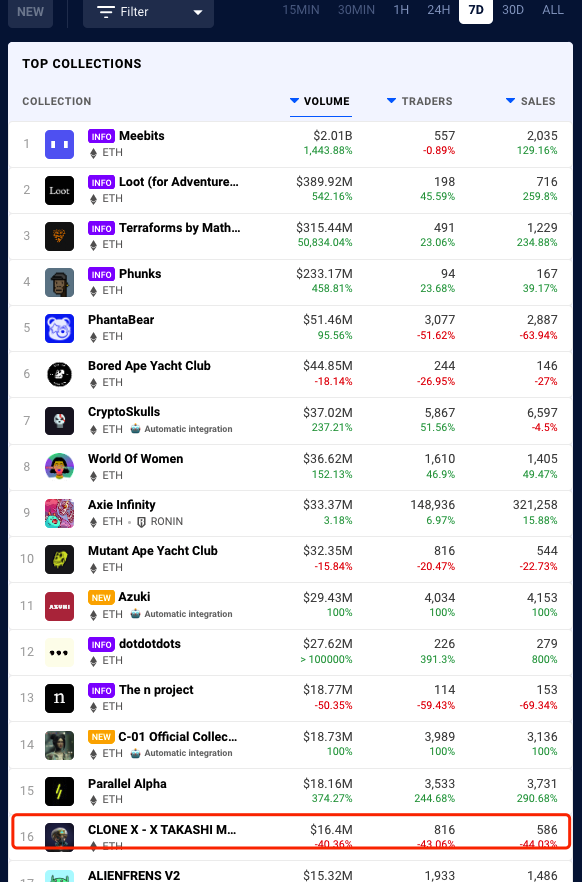 NEW
Filter
15MIN 30MIN 1H 24H 7D 30D ALL
TOP COLLECTIONS
COLLECTION VOLUME TRADERS SALES
1 INFO Meebits $2.01B 557 2,035
ETH 1,443.88% -0.89% 129.16%
2 Loot INFO Loot (for Adventure... $389.92M 198 716
ETH 542.16% 45.59% 259.8%
3 INFO Terraforms by Math... $315.44M 491 1,229
ETH 50,834.04% 23.06% 234.88%
4 INFO Phunks $233.17M 94 167
ETH 458.81% 23.68% 39.17%
5 PhantaBear $51.46M 3,077 2,887
ETH 95.56% -51.62% -63.94%
6 Bored Ape Yacht Club $44.85M 244 146
ETH -18.14% -26.95% -27%
7 CryptoSkulls $37.02M 5,867 6,597
ETH Automatic integration 237.21% 51.56% -4.5%
8 World Of Women $36.62M 1,610 1,405
ETH 152.13% 46.9% 49.47%
9 Axie Infinity $33.37M 148,936 321,258
ETH • RONIN 3.18% 6.97% 15.88%
10 Mutant Ape Yacht Club $32.35M 816 544
ETH -15.84% -20.47% -22.73%
11 AZUKI NEW Azuki $29.43M 4,034 4,153
ETH Automatic integration 100% 100% 100%
12 INFO dotdotdots $27.62M 226 279
ETH > 100000% 391.3% 800%
13 n INFO The n project $18.77M 114 153
ETH -50.35% -59.43% -69.34%
14 NEW C-01 Official Collec... $18.73M 3,989 3,136
ETH Automatic integration 100% 100% 100%
15 Parallel Alpha $18.16M 3,533 3,731
ETH 374.27% 244.68% 290.68%
16 CLONE X - X TAKASHI M... $16.4M 816 586
ETH -40.36% -43.06% -44.03%
17 ALIENFRENS V2 $15.32M 1,933 1,486